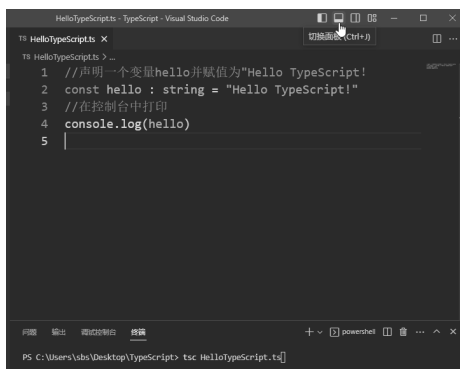 HelloTypeScript.ts - TypeScript - Visual Studio Code
TS HelloTypeScript.ts ×
切换面板 (Ctrl+J)
TS HelloTypeScript.ts > ...
1 //声明一个变量hello并赋值为"Hello TypeScript!
2 const hello : string = "Hello TypeScript!"
3 //在控制台中打印
4 console.log(hello)
5
问题 输出 调试控制台 终端
powershell
PS C:\Users\sbs\Desktop\TypeScript> tsc HelloTypeScript.ts